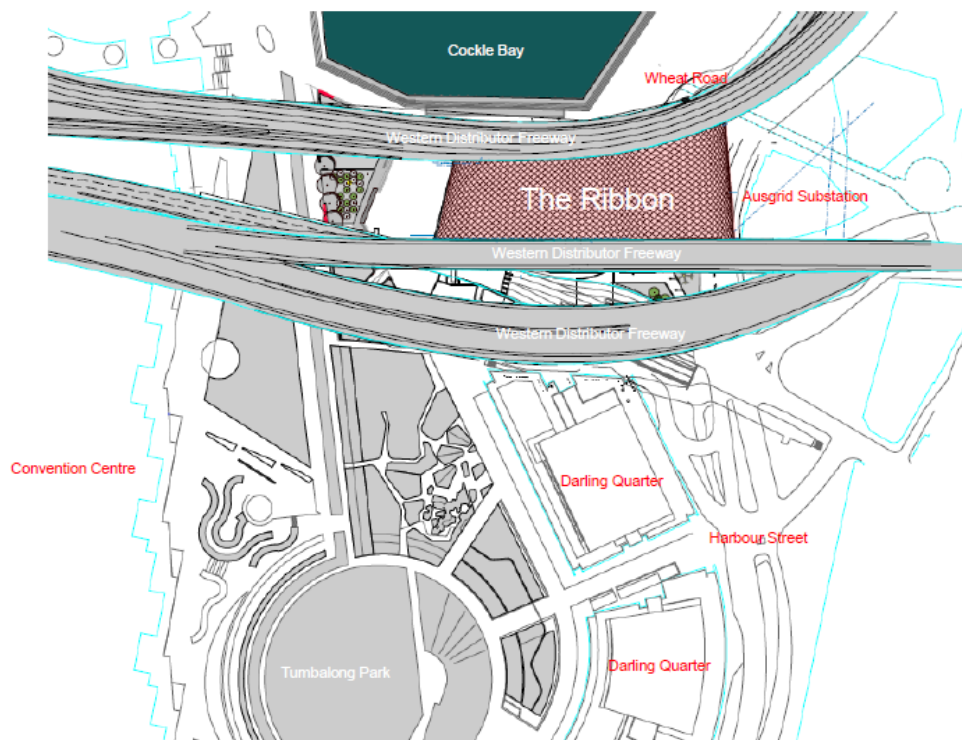 Cockle Bay
Wheat Road
Western Distributor Freeway
The Ribbon
Ausgrid Substation
Western Distributor Freeway
Western Distributor Freeway
Convention Centre
Darling Quarter
Harbour Street
Darling Quarter
Tumbalong Park